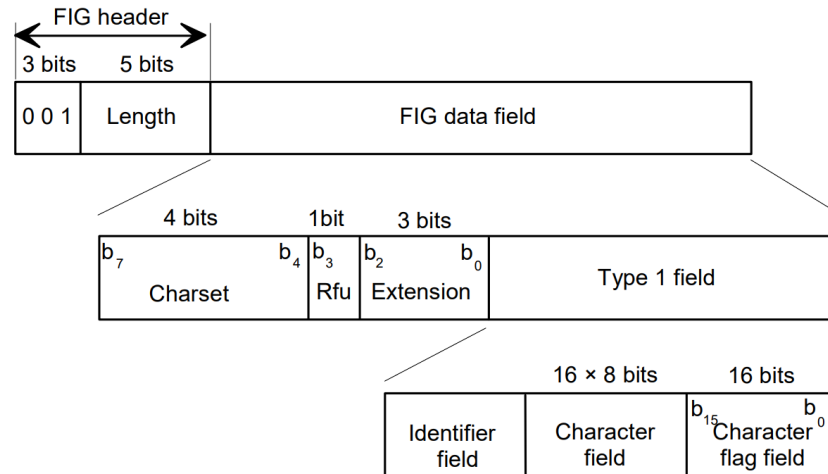 FIG header
3 bits 5 bits
0 0 1 Length FIG data field
4 bits 1bit 3 bits
b7 b4 b3 b2 b0
Charset Rfu Extension Type 1 field
16 × 8 bits 16 bits
b15 b0
Identifier field Character field Character flag field